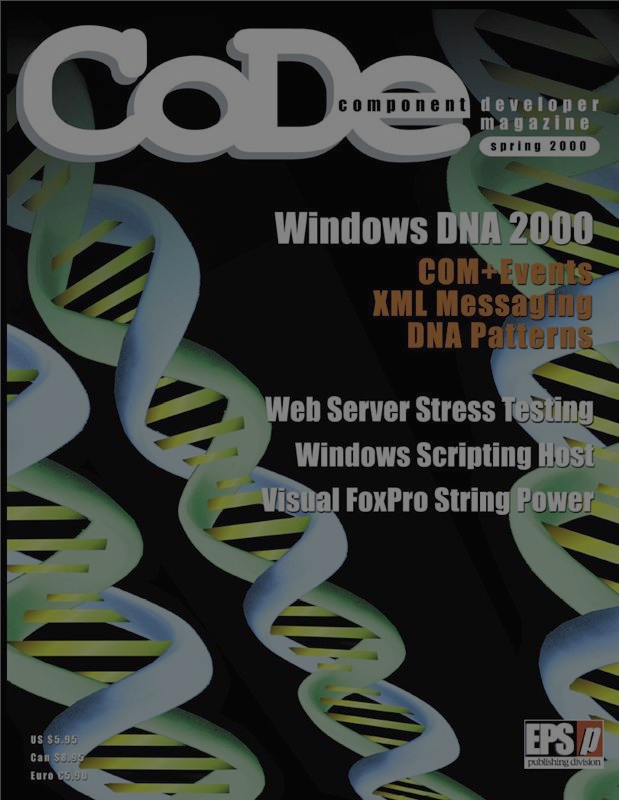 CoDe
component developer
magazine
spring 2000
Windows DNA 2000
COM+Events
XML Messaging
DNA Patterns
Web Server Stress Testing
Windows Scripting Host
Visual FoxPro String Power
US $5.95
Can $8.95
Euro €5.90
EPS p
publishing division